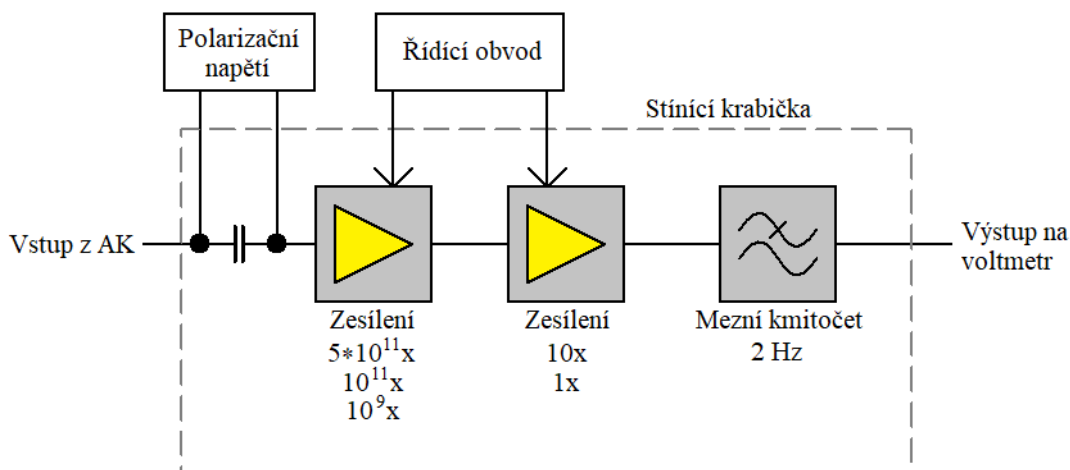 Polarizační
napětí
Řídící obvod
Stínící krabička
Vstup z AK
Výstup na
voltmetr
Zesílení
5*10¹¹x
10¹¹x
10⁹x
Zesílení
10x
1x
Mezní kmitočet
2 Hz